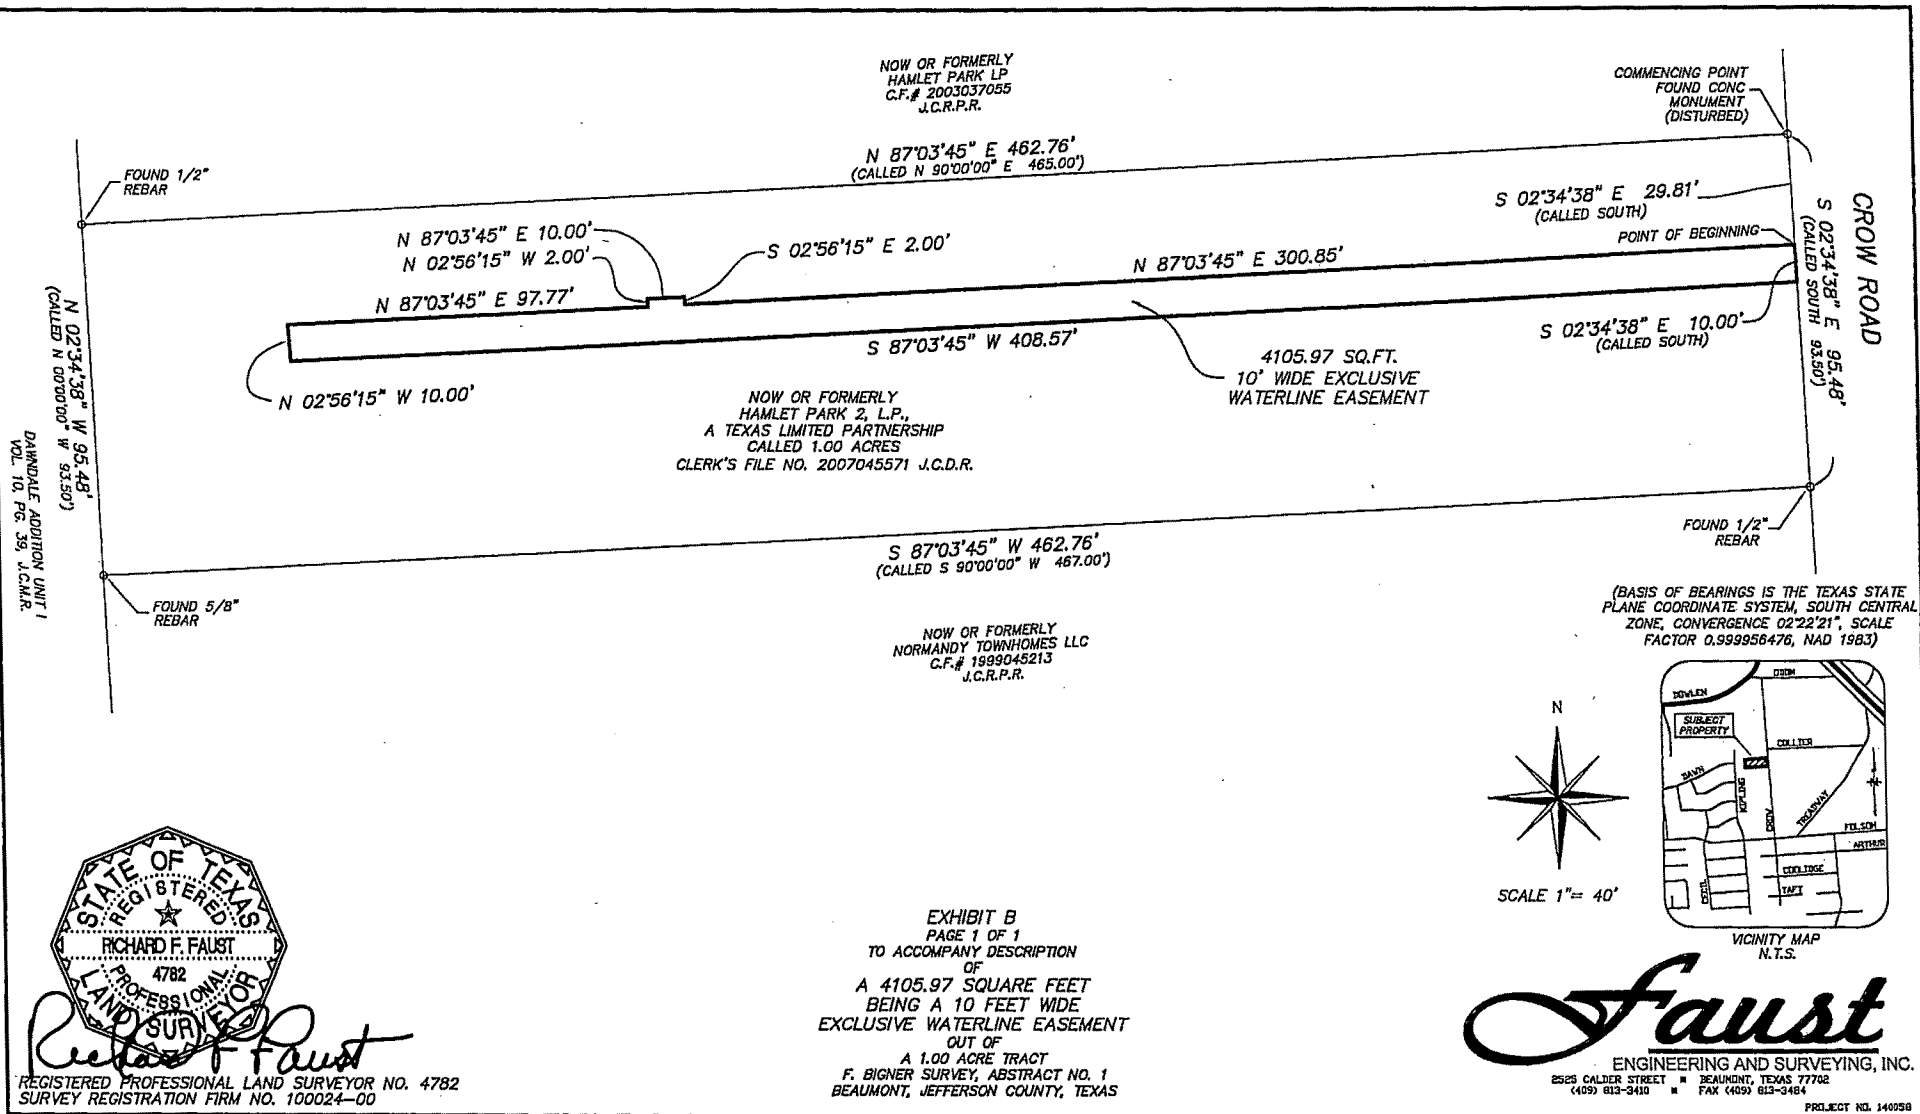 NOW OR FORMERLY
HAMLET PARK LP
C.F.# 2003037055
J.C.R.P.R.
COMMENCING POINT
FOUND CONC
MONUMENT
(DISTURBED)
FOUND 1/2"
REBAR
N 87°03'45" E 462.76'
(CALLED N 90°00'00" E 465.00')
S 02°34'38" E 29.81'
(CALLED SOUTH)
POINT OF BEGINNING
CROW ROAD
S 02°34'38" E 95.48'
(CALLED SOUTH 93.50')
N 87°03'45" E 10.00'
N 02°56'15" W 2.00'
S 02°56'15" E 2.00'
N 87°03'45" E 300.85'
N 87°03'45" E 97.77'
S 87°03'45" W 408.57'
S 02°34'38" E 10.00'
(CALLED SOUTH)
N 02°56'15" W 10.00'
4105.97 SQ.FT.
10' WIDE EXCLUSIVE
WATERLINE EASEMENT
N 02°34'38" W 95.48'
(CALLED N 00°00'00" W 93.50')
DAWNDALE ADDITION UNIT I
VOL. 10, PG. 39, J.C.M.R.
NOW OR FORMERLY
HAMLET PARK 2, L.P.,
A TEXAS LIMITED PARTNERSHIP
CALLED 1.00 ACRES
CLERK'S FILE NO. 2007045571 J.C.D.R.
S 87°03'45" W 462.76'
(CALLED S 90°00'00" W 467.00')
FOUND 1/2"
REBAR
FOUND 5/8"
REBAR
NOW OR FORMERLY
NORMANDY TOWNHOMES LLC
C.F.# 1999045213
J.C.R.P.R.
(BASIS OF BEARINGS IS THE TEXAS STATE
PLANE COORDINATE SYSTEM, SOUTH CENTRAL
ZONE, CONVERGENCE 02°22'21", SCALE
FACTOR 0.999956476, NAD 1983)
N
SCALE 1"= 40'
ODOM
DOWLEN
SUBJECT
PROPERTY
COLLIER
DAWN
KIPLING
CROW
TREADWAY
FOLSOM
ARTHUR
COOLIDGE
CECIL
TAFT
VICINITY MAP
N.T.S.
STATE OF TEXAS
REGISTERED
RICHARD F. FAUST
4782
PROFESSIONAL
LAND SURVEYOR
Richard F Faust
REGISTERED PROFESSIONAL LAND SURVEYOR NO. 4782
SURVEY REGISTRATION FIRM NO. 100024-00
EXHIBIT B
PAGE 1 OF 1
TO ACCOMPANY DESCRIPTION
OF
A 4105.97 SQUARE FEET
BEING A 10 FEET WIDE
EXCLUSIVE WATERLINE EASEMENT
OUT OF
A 1.00 ACRE TRACT
F. BIGNER SURVEY, ABSTRACT NO. 1
BEAUMONT, JEFFERSON COUNTY, TEXAS
Faust
ENGINEERING AND SURVEYING, INC.
2525 CALDER STREET ■ BEAUMONT, TEXAS 77702
(409) 813-3410 ■ FAX (409) 813-3484
PROJECT NO. 140058